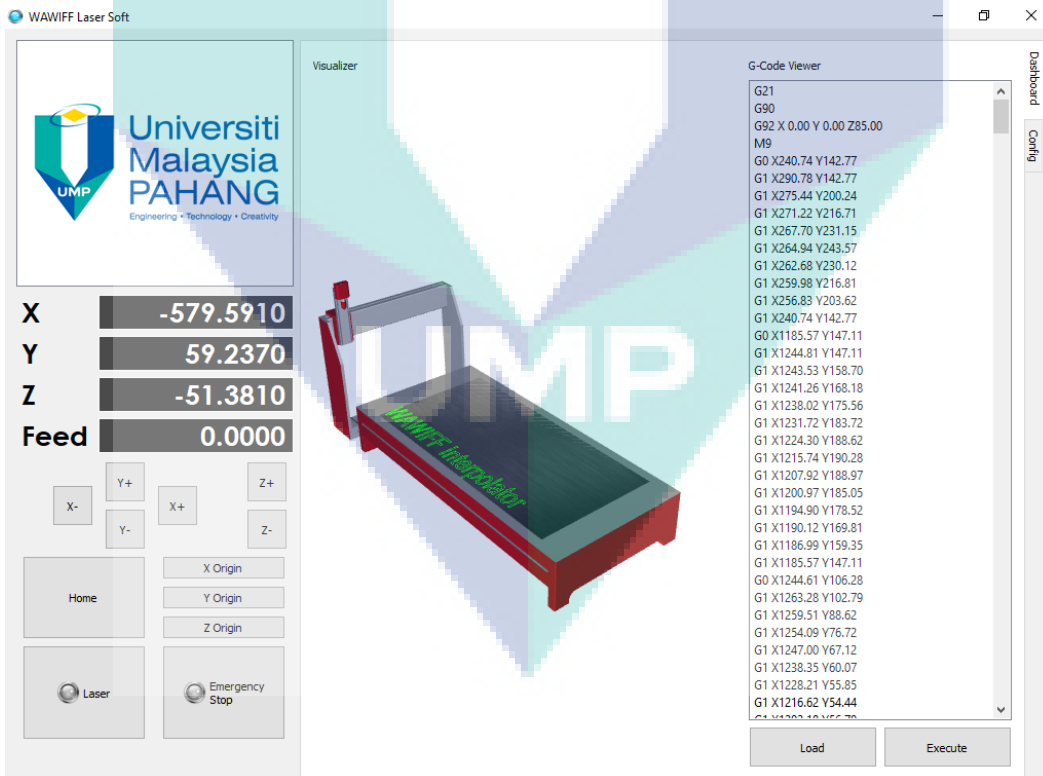 WAWIFF Laser Soft
Dashboard
Config
Universiti
Malaysia
PAHANG
Engineering • Technology • Creativity
UMP
X -579.5910
Y 59.2370
Z -51.3810
Feed 0.0000
X-
Y+
Y-
X+
Z+
Z-
Home
X Origin
Y Origin
Z Origin
Laser
Emergency
Stop
Visualizer
WAWIFF Interpolator
UMP
G-Code Viewer
G21
G90
G92 X 0.00 Y 0.00 Z85.00
M9
G0 X240.74 Y142.77
G1 X290.78 Y142.77
G1 X275.44 Y200.24
G1 X271.22 Y216.71
G1 X267.70 Y231.15
G1 X264.94 Y243.57
G1 X262.68 Y230.12
G1 X259.98 Y216.81
G1 X256.83 Y203.62
G1 X240.74 Y142.77
G0 X1185.57 Y147.11
G1 X1244.81 Y147.11
G1 X1243.53 Y158.70
G1 X1241.26 Y168.18
G1 X1238.02 Y175.56
G1 X1231.72 Y183.72
G1 X1224.30 Y188.62
G1 X1215.74 Y190.28
G1 X1207.92 Y188.97
G1 X1200.97 Y185.05
G1 X1194.90 Y178.52
G1 X1190.12 Y169.81
G1 X1186.99 Y159.35
G1 X1185.57 Y147.11
G0 X1244.61 Y106.28
G1 X1263.28 Y102.79
G1 X1259.51 Y88.62
G1 X1254.09 Y76.72
G1 X1247.00 Y67.12
G1 X1238.35 Y60.07
G1 X1228.21 Y55.85
G1 X1216.62 Y54.44
Load
Execute